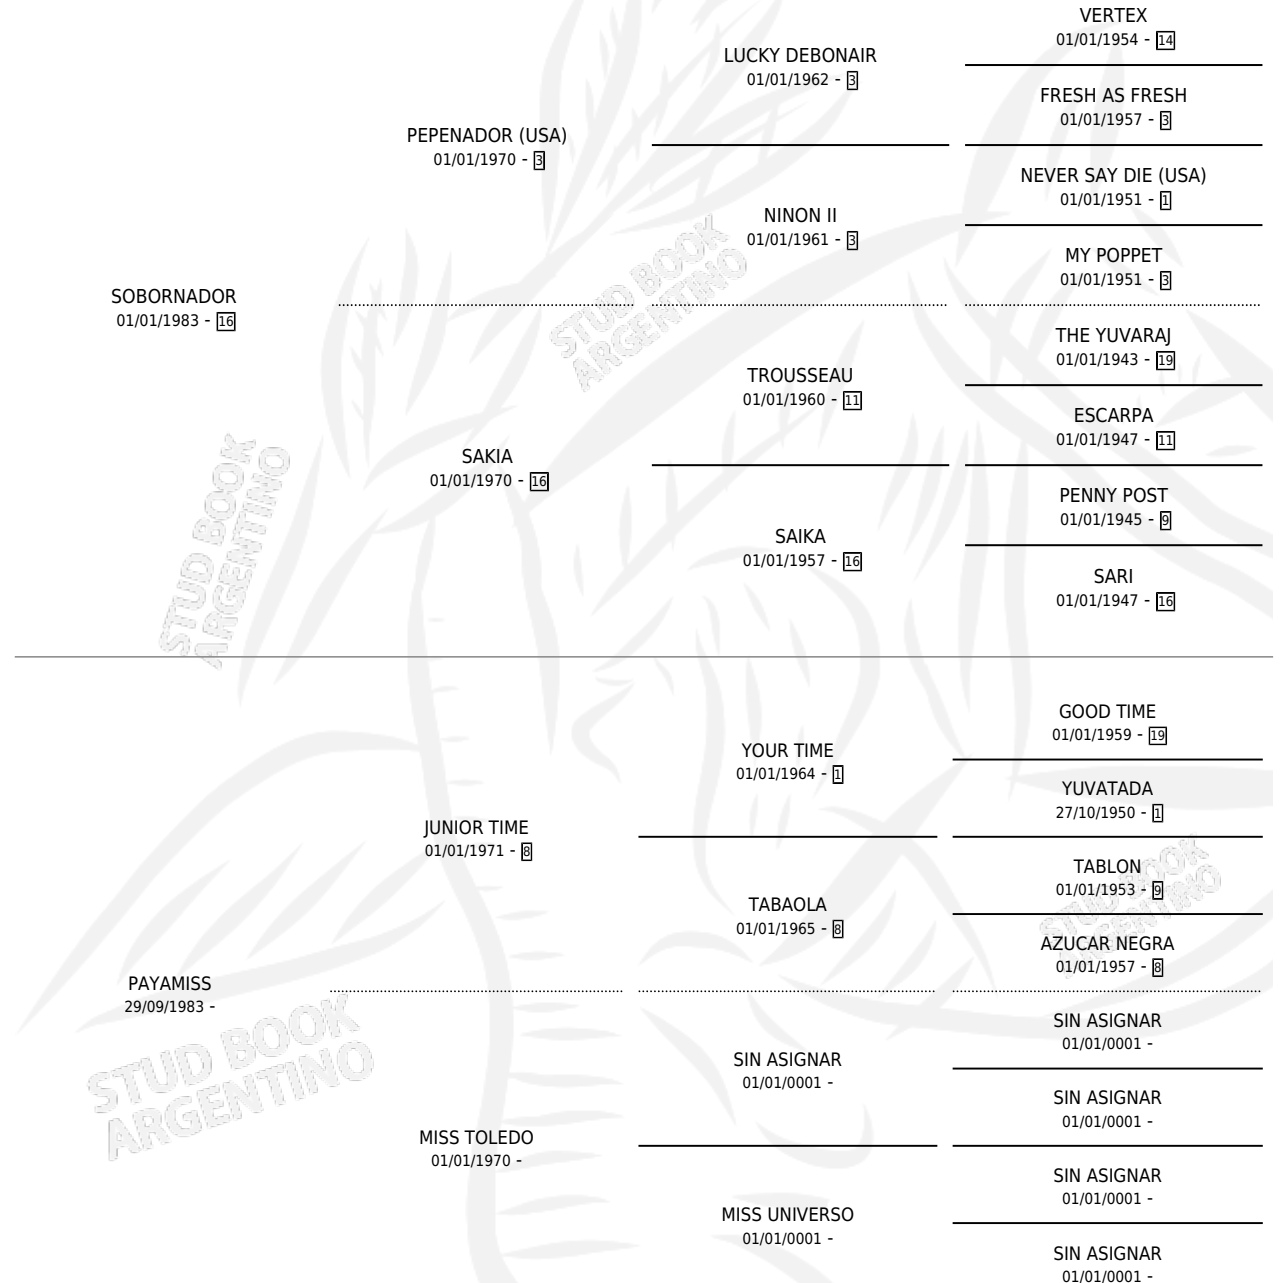 VERTEX
01/01/1954 - 14
LUCKY DEBONAIR
01/01/1962 - 3
FRESH AS FRESH
01/01/1957 - 3
PEPENADOR (USA)
01/01/1970 - 3
NEVER SAY DIE (USA)
01/01/1951 - 1
NINON II
01/01/1961 - 3
MY POPPET
01/01/1951 - 3
SOBORNADOR
01/01/1983 - 16
THE YUVARAJ
01/01/1943 - 19
TROUSSEAU
01/01/1960 - 11
ESCARPA
01/01/1947 - 11
SAKIA
01/01/1970 - 16
PENNY POST
01/01/1945 - 9
SAIKA
01/01/1957 - 16
SARI
01/01/1947 - 16
GOOD TIME
01/01/1959 - 19
YOUR TIME
01/01/1964 - 1
YUVATADA
27/10/1950 - 1
JUNIOR TIME
01/01/1971 - 8
TABLON
01/01/1953 - 9
TABAOLA
01/01/1965 - 8
AZUCAR NEGRA
01/01/1957 - 8
PAYAMISS
29/09/1983 -
SIN ASIGNAR
01/01/0001 -
SIN ASIGNAR
01/01/0001 -
SIN ASIGNAR
01/01/0001 -
MISS TOLEDO
01/01/1970 -
SIN ASIGNAR
01/01/0001 -
MISS UNIVERSO
01/01/0001 -
SIN ASIGNAR
01/01/0001 -
STUD BOOK
ARGENTINO
STUD BOOK
ARGENTINO
STUD BOOK
ARGENTINO
STUD BOOK
ARGENTINO